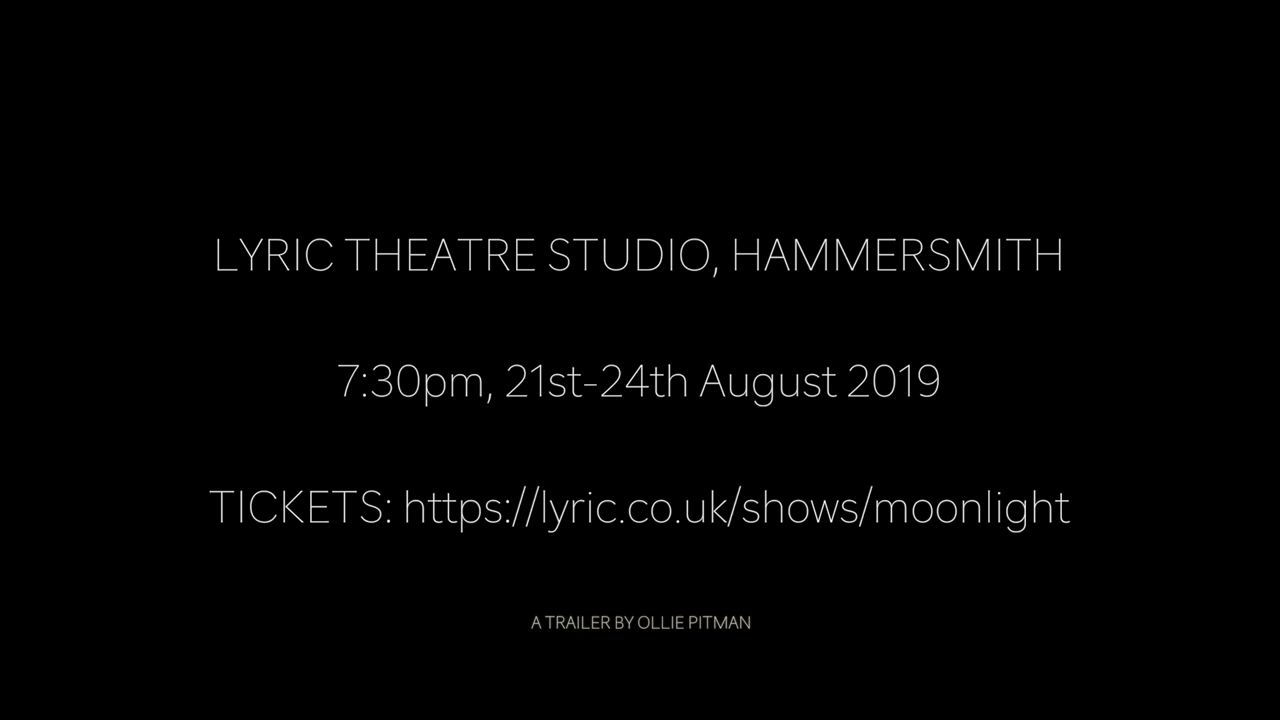 LYRIC THEATRE STUDIO, HAMMERSMITH
7:30pm, 21st-24th August 2019
TICKETS: https://lyric.co.uk/shows/moonlight
A TRAILER BY OLLIE PITMAN